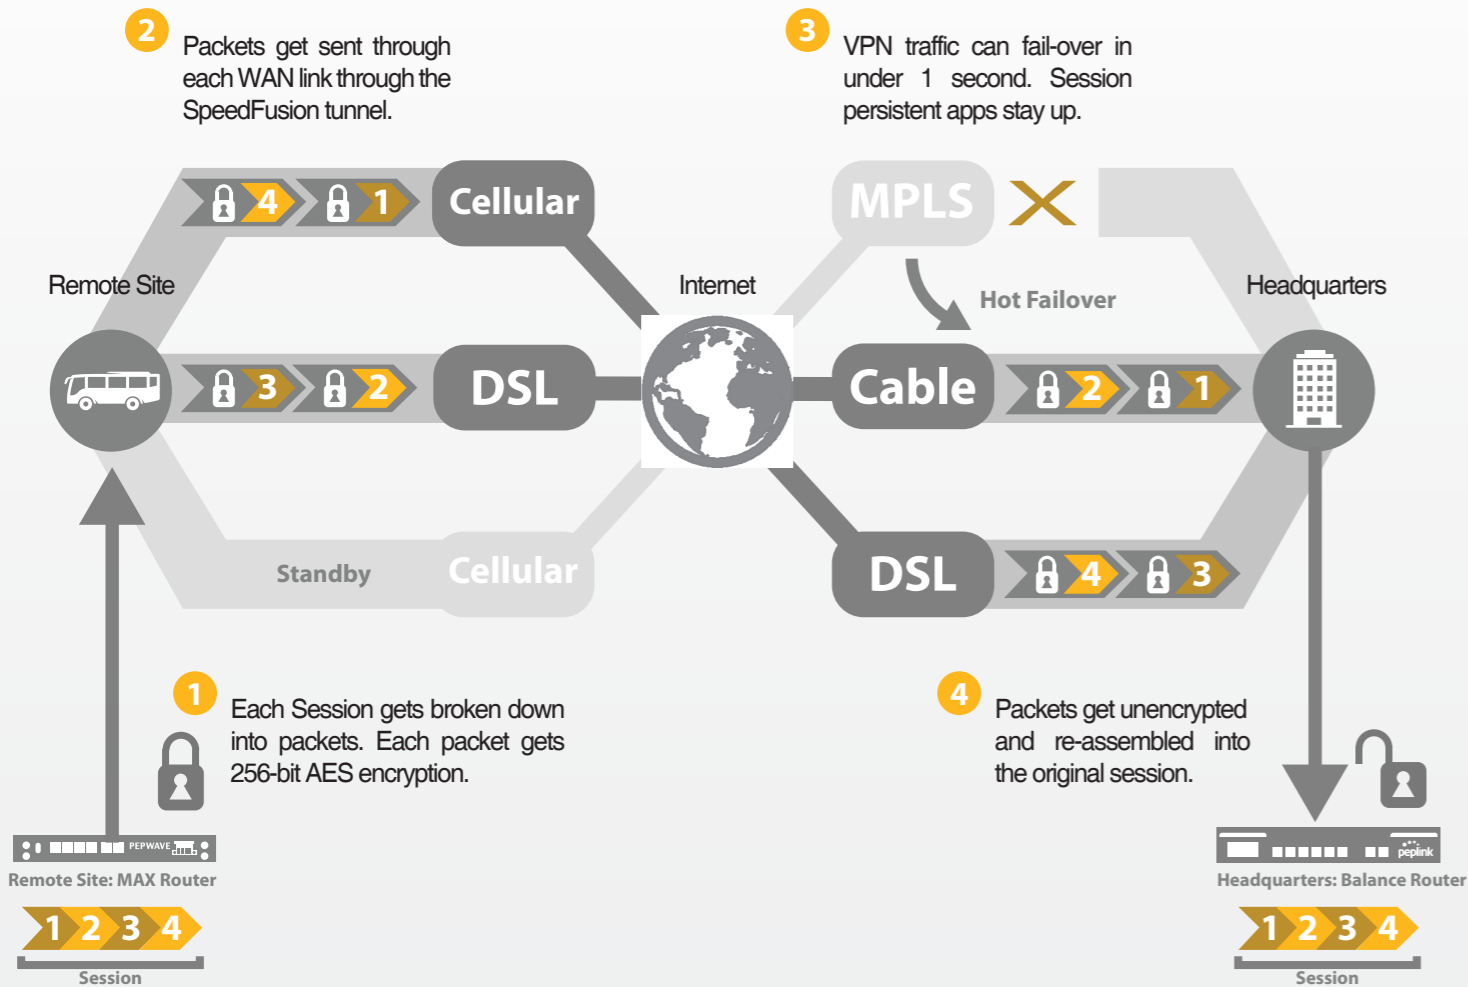 2
Packets get sent through
each WAN link through the
SpeedFusion tunnel.
3
VPN traffic can fail-over in
under 1 second. Session
persistent apps stay up.
4 1 Cellular
MPLS
Remote Site
Internet
Hot Failover
Headquarters
3 2 DSL
Cable 2 1
Standby Cellular
DSL 4 3
1
Each Session gets broken down
into packets. Each packet gets
256-bit AES encryption.
4
Packets get unencrypted
and re-assembled into
the original session.
PEPWAVE
Remote Site: MAX Router
1 2 3 4
Session
peplink
Headquarters: Balance Router
1 2 3 4
Session